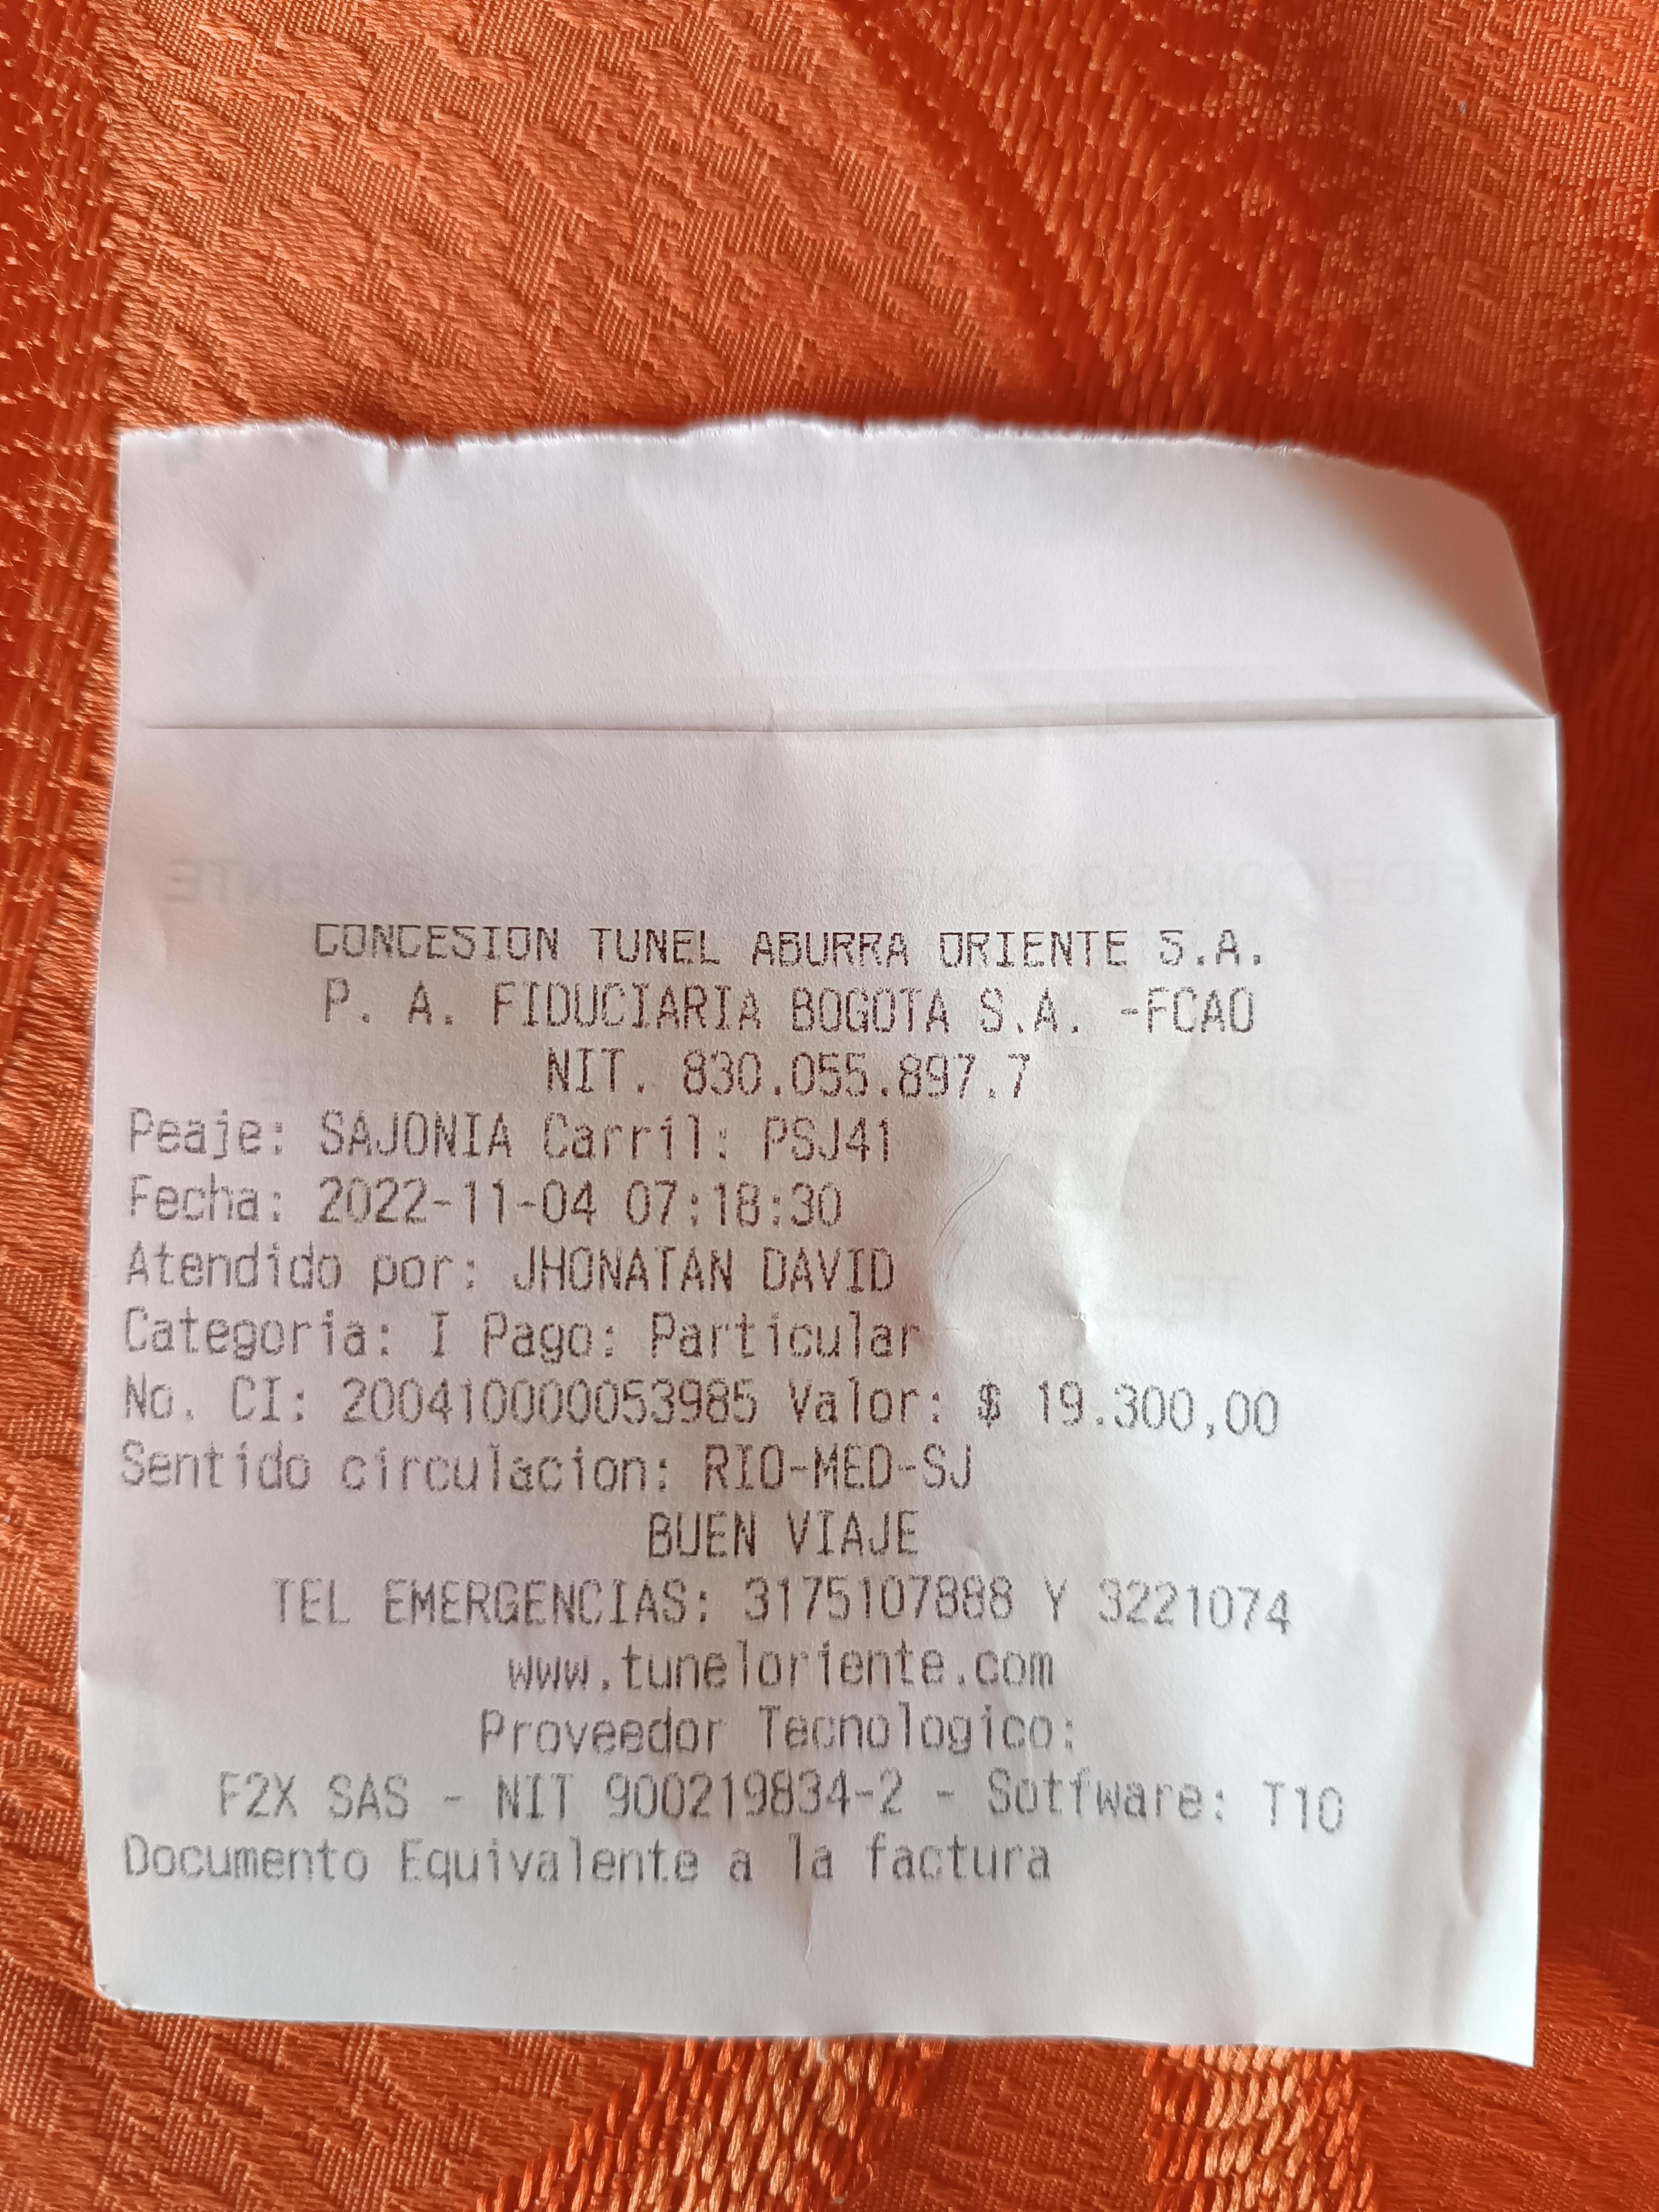 CONCESION TUNEL ABURRA ORIENTE S.A.
P. A. FIDUCIARIA BOGOTA S.A. -FCAO
NIT. 830.055.897.7
Peaje: SAJONIA Carril: PSJ41
Fecha: 2022-11-04 07:18:30
Atendido por: JHONATAN DAVID
Categoria: I Pago: Particular
No. CI: 200410000053985 Valor: $ 19.300,00
Sentido circulacion: RIO-MED-SJ
BUEN VIAJE
TEL EMERGENCIAS: 3175107888 Y 3221074
www.tuneloriente.com
Proveedor Tecnologico:
F2X SAS - NIT 900219834-2 - Sotfware: T10
Documento Equivalente a la factura